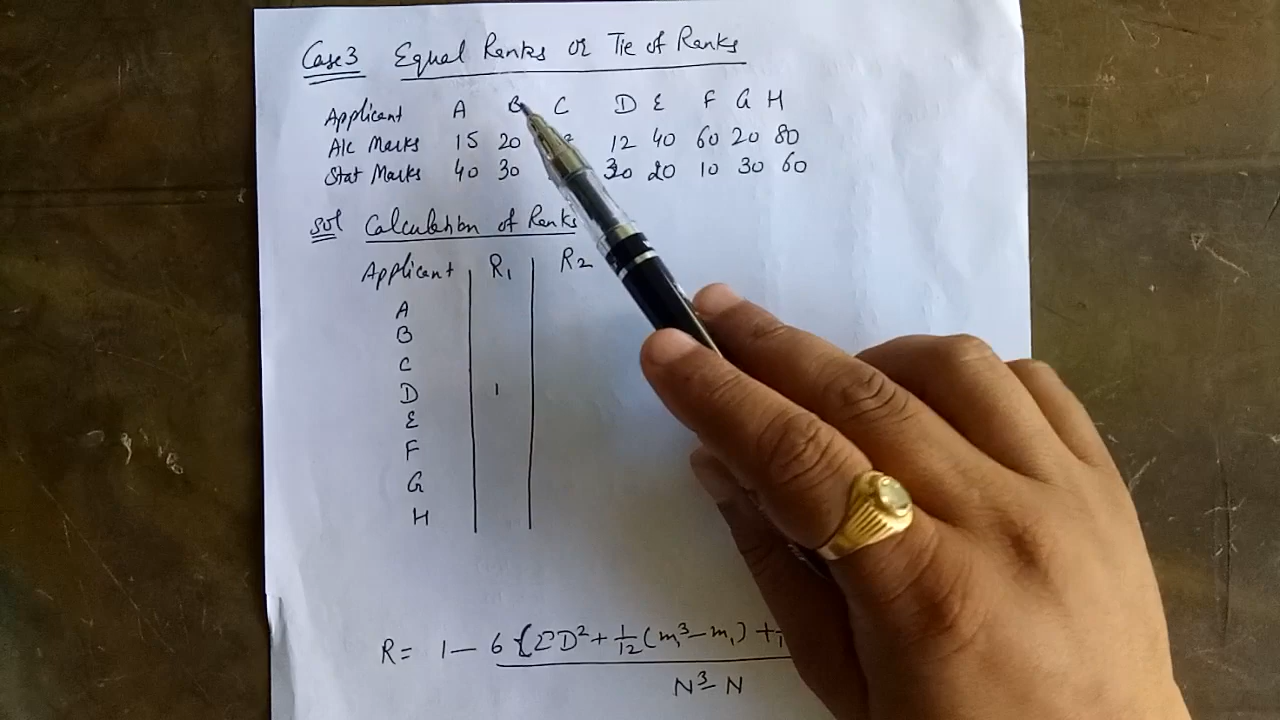 Case 3 Equal Ranks or Tie of Ranks
Applicant A B C D E F G H
A/c Marks 15 20 12 40 60 20 80
Stat Marks 40 30 30 20 10 30 60
Sol Calculation of Ranks
Applicant R₁ R₂
A
B
C
D 1
E
F
G
H
R = 1 − 6 {ΣD² + 1/12 (m₁³ − m₁) +
N³ − N